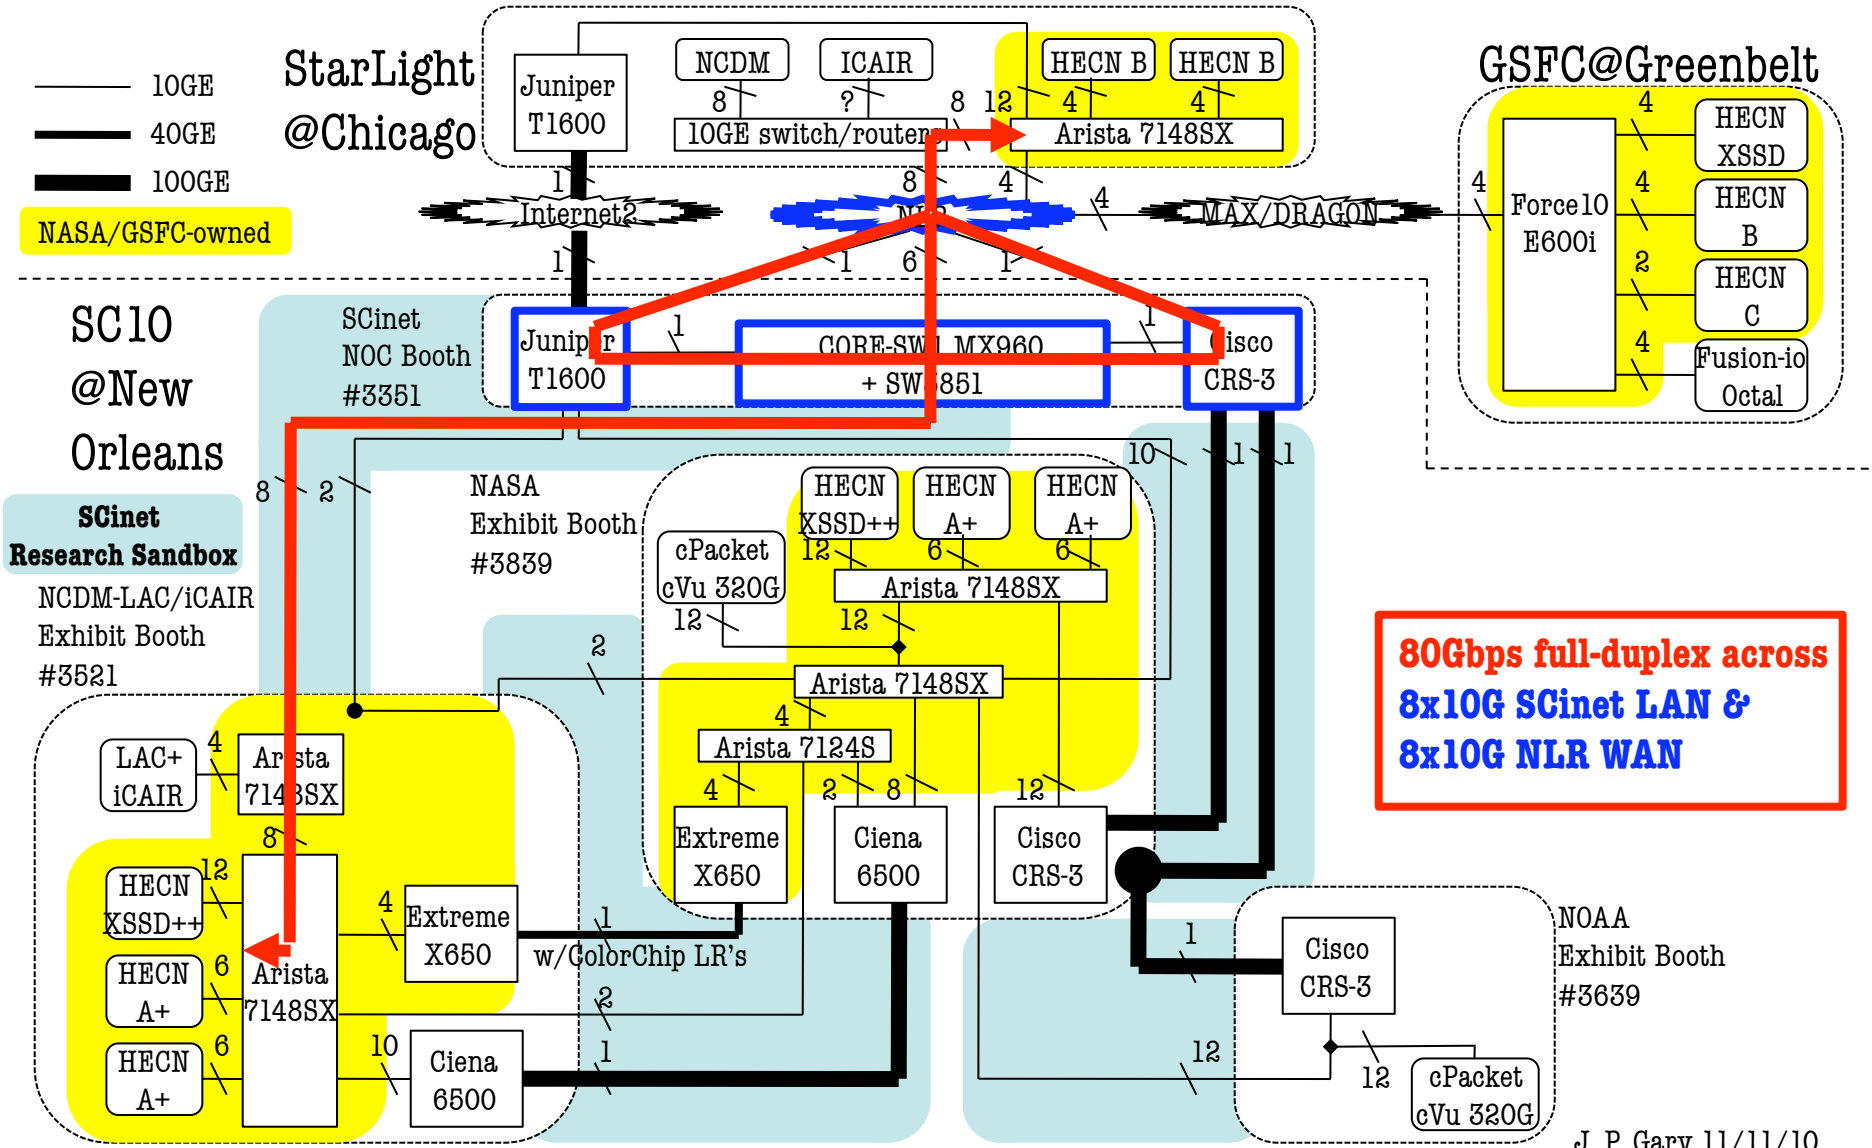 10GE
40GE
100GE
NASA/GSFC-owned
StarLight
@Chicago
Juniper
T1600
NCDM
ICAIR
HECN B
HECN B
8
?
8
12
4
4
10GE switch/routers
Arista 7148SX
1
8
4
4
Internet2
MAX/DRAGON
1
1
6
1
GSFC@Greenbelt
4
Force10
E600i
4
HECN
XSSD
4
HECN
B
2
HECN
C
4
Fusion-io
Octal
SC10
@New
Orleans
SCinet
NOC Booth
#3351
Juniper
T1600
1
CORE-SW1 MX960
+ SW5851
1
Cisco
CRS-3
8
2
10
1
1
SCinet
Research Sandbox
NASA
Exhibit Booth
#3839
HECN
XSSD++
HECN
A+
HECN
A+
cPacket
cVu 320G
12
6
6
Arista 7148SX
12
12
2
Arista 7148SX
4
Arista 7124S
4
2
8
12
Extreme
X650
Ciena
6500
Cisco
CRS-3
NCDM-LAC/iCAIR
Exhibit Booth
#3521
LAC+
iCAIR
4
Arista
7148SX
8
HECN
XSSD++
12
HECN
A+
6
HECN
A+
6
Arista
7148SX
4
Extreme
X650
1
w/ColorChip LR's
2
10
Ciena
6500
1
80Gbps full-duplex across
8x10G SCinet LAN &
8x10G NLR WAN
NOAA
Exhibit Booth
#3639
1
Cisco
CRS-3
12
12
cPacket
cVu 320G
J. P. Gary 11/11/10